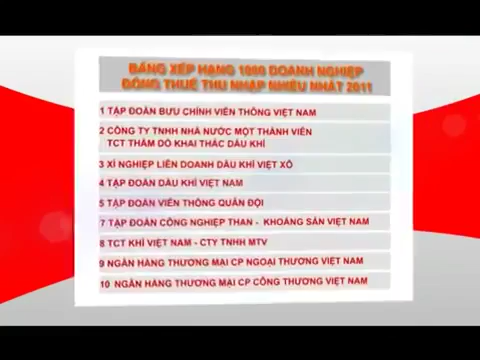 BẢNG XẾP HẠNG 1000 DOANH NGHIỆP
ĐÓNG THUẾ THU NHẬP NHIỀU NHẤT 2011
1 TẬP ĐOÀN BƯU CHÍNH VIỄN THÔNG VIỆT NAM
2 CÔNG TY TNHH NHÀ NƯỚC MỘT THÀNH VIÊN
TCT THĂM DÒ KHAI THÁC DẦU KHÍ
3 XÍ NGHIỆP LIÊN DOANH DẦU KHÍ VIỆT XÔ
4 TẬP ĐOÀN DẦU KHÍ VIỆT NAM
5 TẬP ĐOÀN VIỄN THÔNG QUÂN ĐỘI
7 TẬP ĐOÀN CÔNG NGHIỆP THAN - KHOÁNG SẢN VIỆT NAM
8 TCT KHÍ VIỆT NAM - CTY TNHH MTV
9 NGÂN HÀNG THƯƠNG MẠI CP NGOẠI THƯƠNG VIỆT NAM
10 NGÂN HÀNG THƯƠNG MẠI CP CÔNG THƯƠNG VIỆT NAM